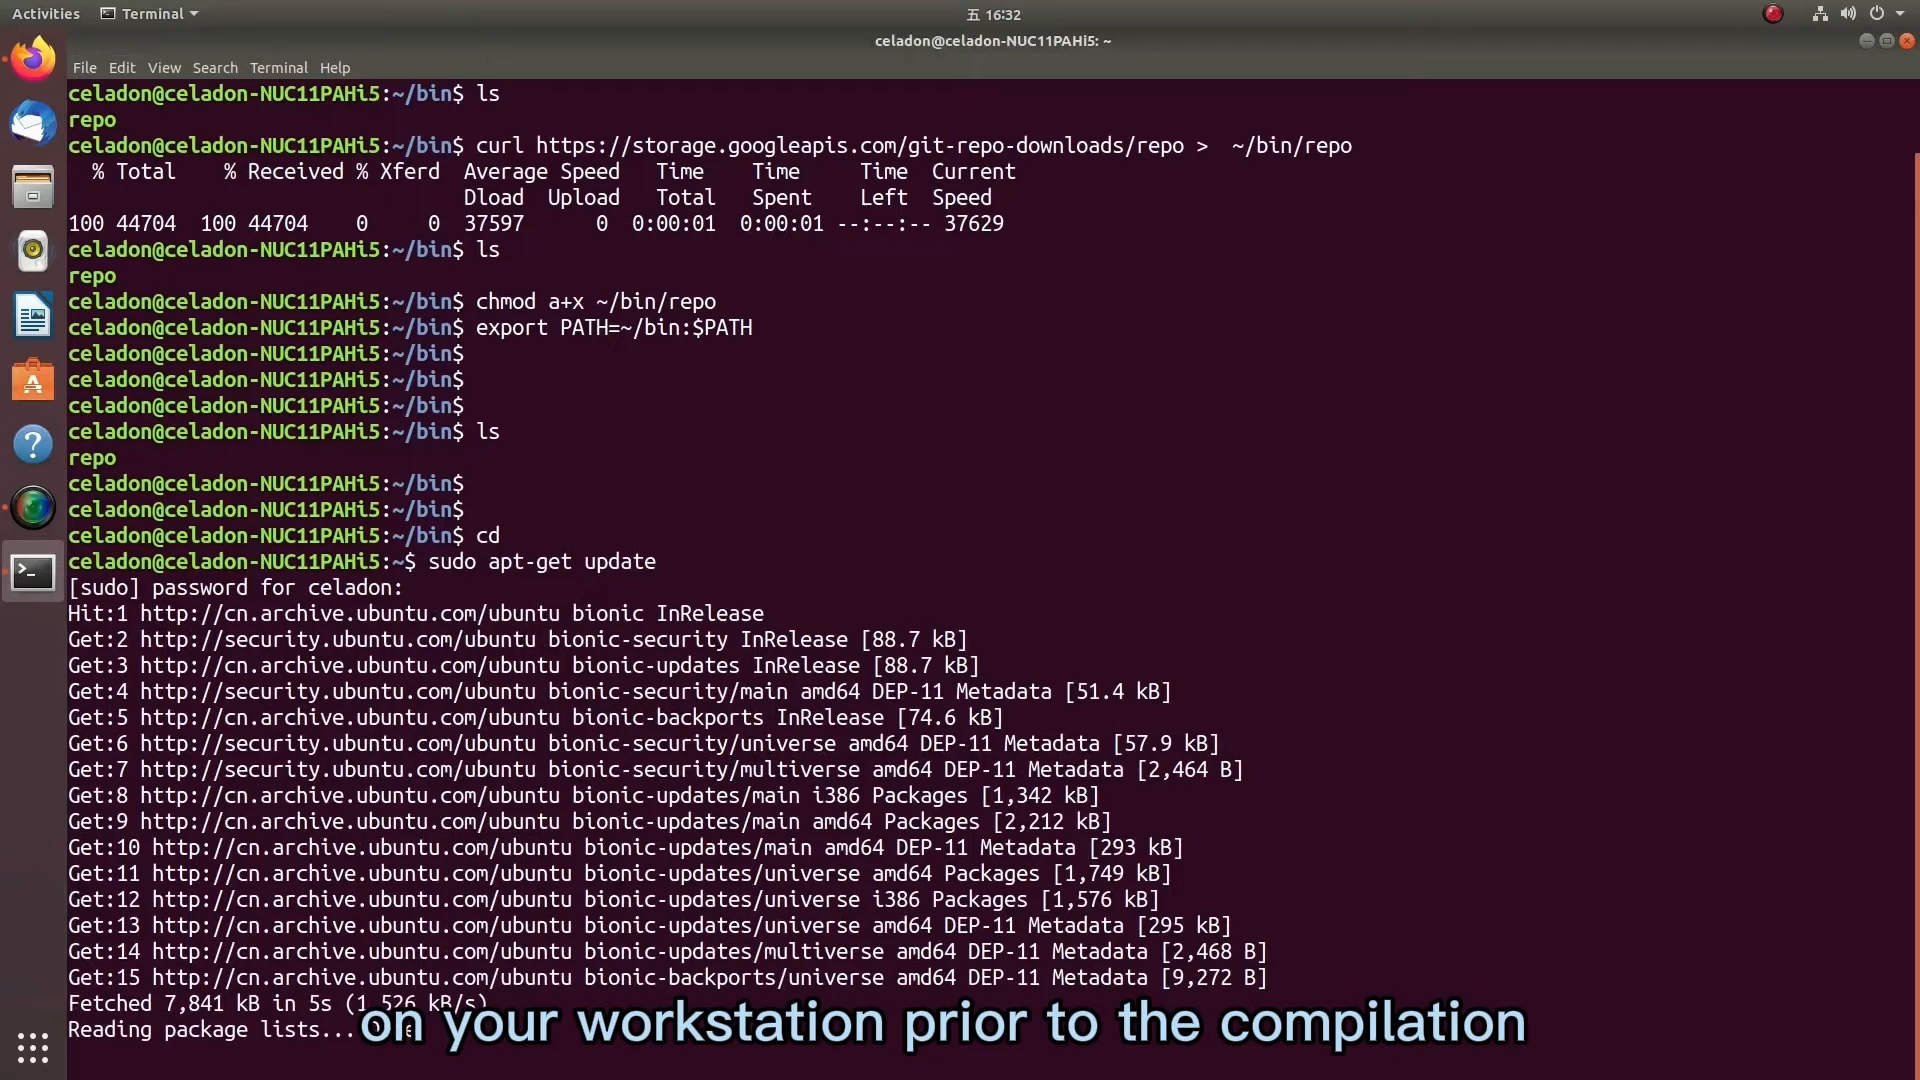 Activities Terminal 五 16:32
celadon@celadon-NUC11PAHi5: ~
File Edit View Search Terminal Help
celadon@celadon-NUC11PAHi5:~/bin$ ls
repo
celadon@celadon-NUC11PAHi5:~/bin$ curl https://storage.googleapis.com/git-repo-downloads/repo >  ~/bin/repo
  % Total    % Received % Xferd  Average Speed   Time    Time     Time  Current
                                 Dload  Upload   Total   Spent    Left  Speed
100 44704  100 44704    0     0  37597      0  0:00:01  0:00:01 --:--:-- 37629
celadon@celadon-NUC11PAHi5:~/bin$ ls
repo
celadon@celadon-NUC11PAHi5:~/bin$ chmod a+x ~/bin/repo
celadon@celadon-NUC11PAHi5:~/bin$ export PATH=~/bin:$PATH
celadon@celadon-NUC11PAHi5:~/bin$
celadon@celadon-NUC11PAHi5:~/bin$
celadon@celadon-NUC11PAHi5:~/bin$
celadon@celadon-NUC11PAHi5:~/bin$ ls
repo
celadon@celadon-NUC11PAHi5:~/bin$
celadon@celadon-NUC11PAHi5:~/bin$
celadon@celadon-NUC11PAHi5:~/bin$ cd
celadon@celadon-NUC11PAHi5:~$ sudo apt-get update
[sudo] password for celadon:
Hit:1 http://cn.archive.ubuntu.com/ubuntu bionic InRelease
Get:2 http://security.ubuntu.com/ubuntu bionic-security InRelease [88.7 kB]
Get:3 http://cn.archive.ubuntu.com/ubuntu bionic-updates InRelease [88.7 kB]
Get:4 http://security.ubuntu.com/ubuntu bionic-security/main amd64 DEP-11 Metadata [51.4 kB]
Get:5 http://cn.archive.ubuntu.com/ubuntu bionic-backports InRelease [74.6 kB]
Get:6 http://security.ubuntu.com/ubuntu bionic-security/universe amd64 DEP-11 Metadata [57.9 kB]
Get:7 http://security.ubuntu.com/ubuntu bionic-security/multiverse amd64 DEP-11 Metadata [2,464 B]
Get:8 http://cn.archive.ubuntu.com/ubuntu bionic-updates/main i386 Packages [1,342 kB]
Get:9 http://cn.archive.ubuntu.com/ubuntu bionic-updates/main amd64 Packages [2,212 kB]
Get:10 http://cn.archive.ubuntu.com/ubuntu bionic-updates/main amd64 DEP-11 Metadata [293 kB]
Get:11 http://cn.archive.ubuntu.com/ubuntu bionic-updates/universe amd64 Packages [1,749 kB]
Get:12 http://cn.archive.ubuntu.com/ubuntu bionic-updates/universe i386 Packages [1,576 kB]
Get:13 http://cn.archive.ubuntu.com/ubuntu bionic-updates/universe amd64 DEP-11 Metadata [295 kB]
Get:14 http://cn.archive.ubuntu.com/ubuntu bionic-updates/multiverse amd64 DEP-11 Metadata [2,468 B]
Get:15 http://cn.archive.ubuntu.com/ubuntu bionic-backports/universe amd64 DEP-11 Metadata [9,272 B]
Fetched 7,841 kB in 5s (1,526 kB/s)
Reading package lists...
on your workstation prior to the compilation